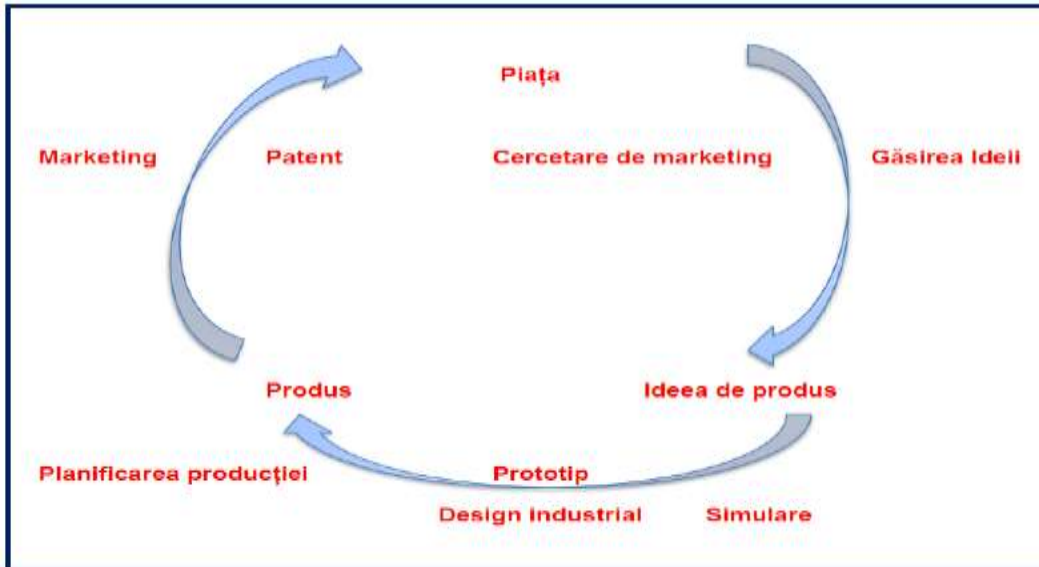 Piața
Marketing Patent Cercetare de marketing Găsirea Ideii
Produs Ideea de produs
Planificarea producției Prototip
Design industrial Simulare